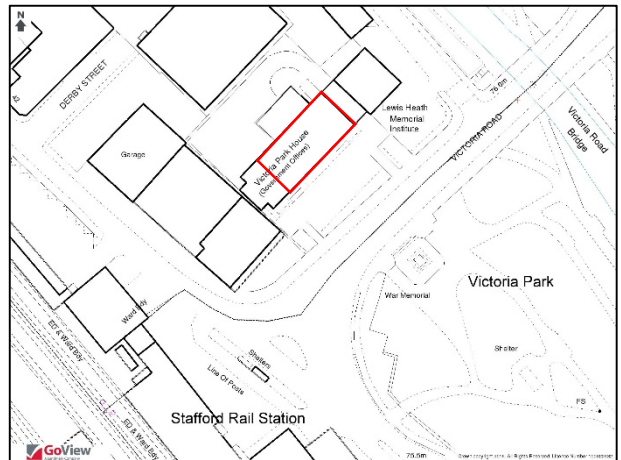 N
DERBY STREET
42
76.0m
Lewis Heath
Memorial
Institute
VICTORIA ROAD
Victoria Road
Bridge
Garage
Victoria Park House
(Government Offices)
Victoria Park
War Memorial
Ward Bdy
Shelter
ED & Ward Bdy
Shelters
Line Of Posts
FS
Stafford Rail Station
ED & Ward Bdy
GoView
75.5m